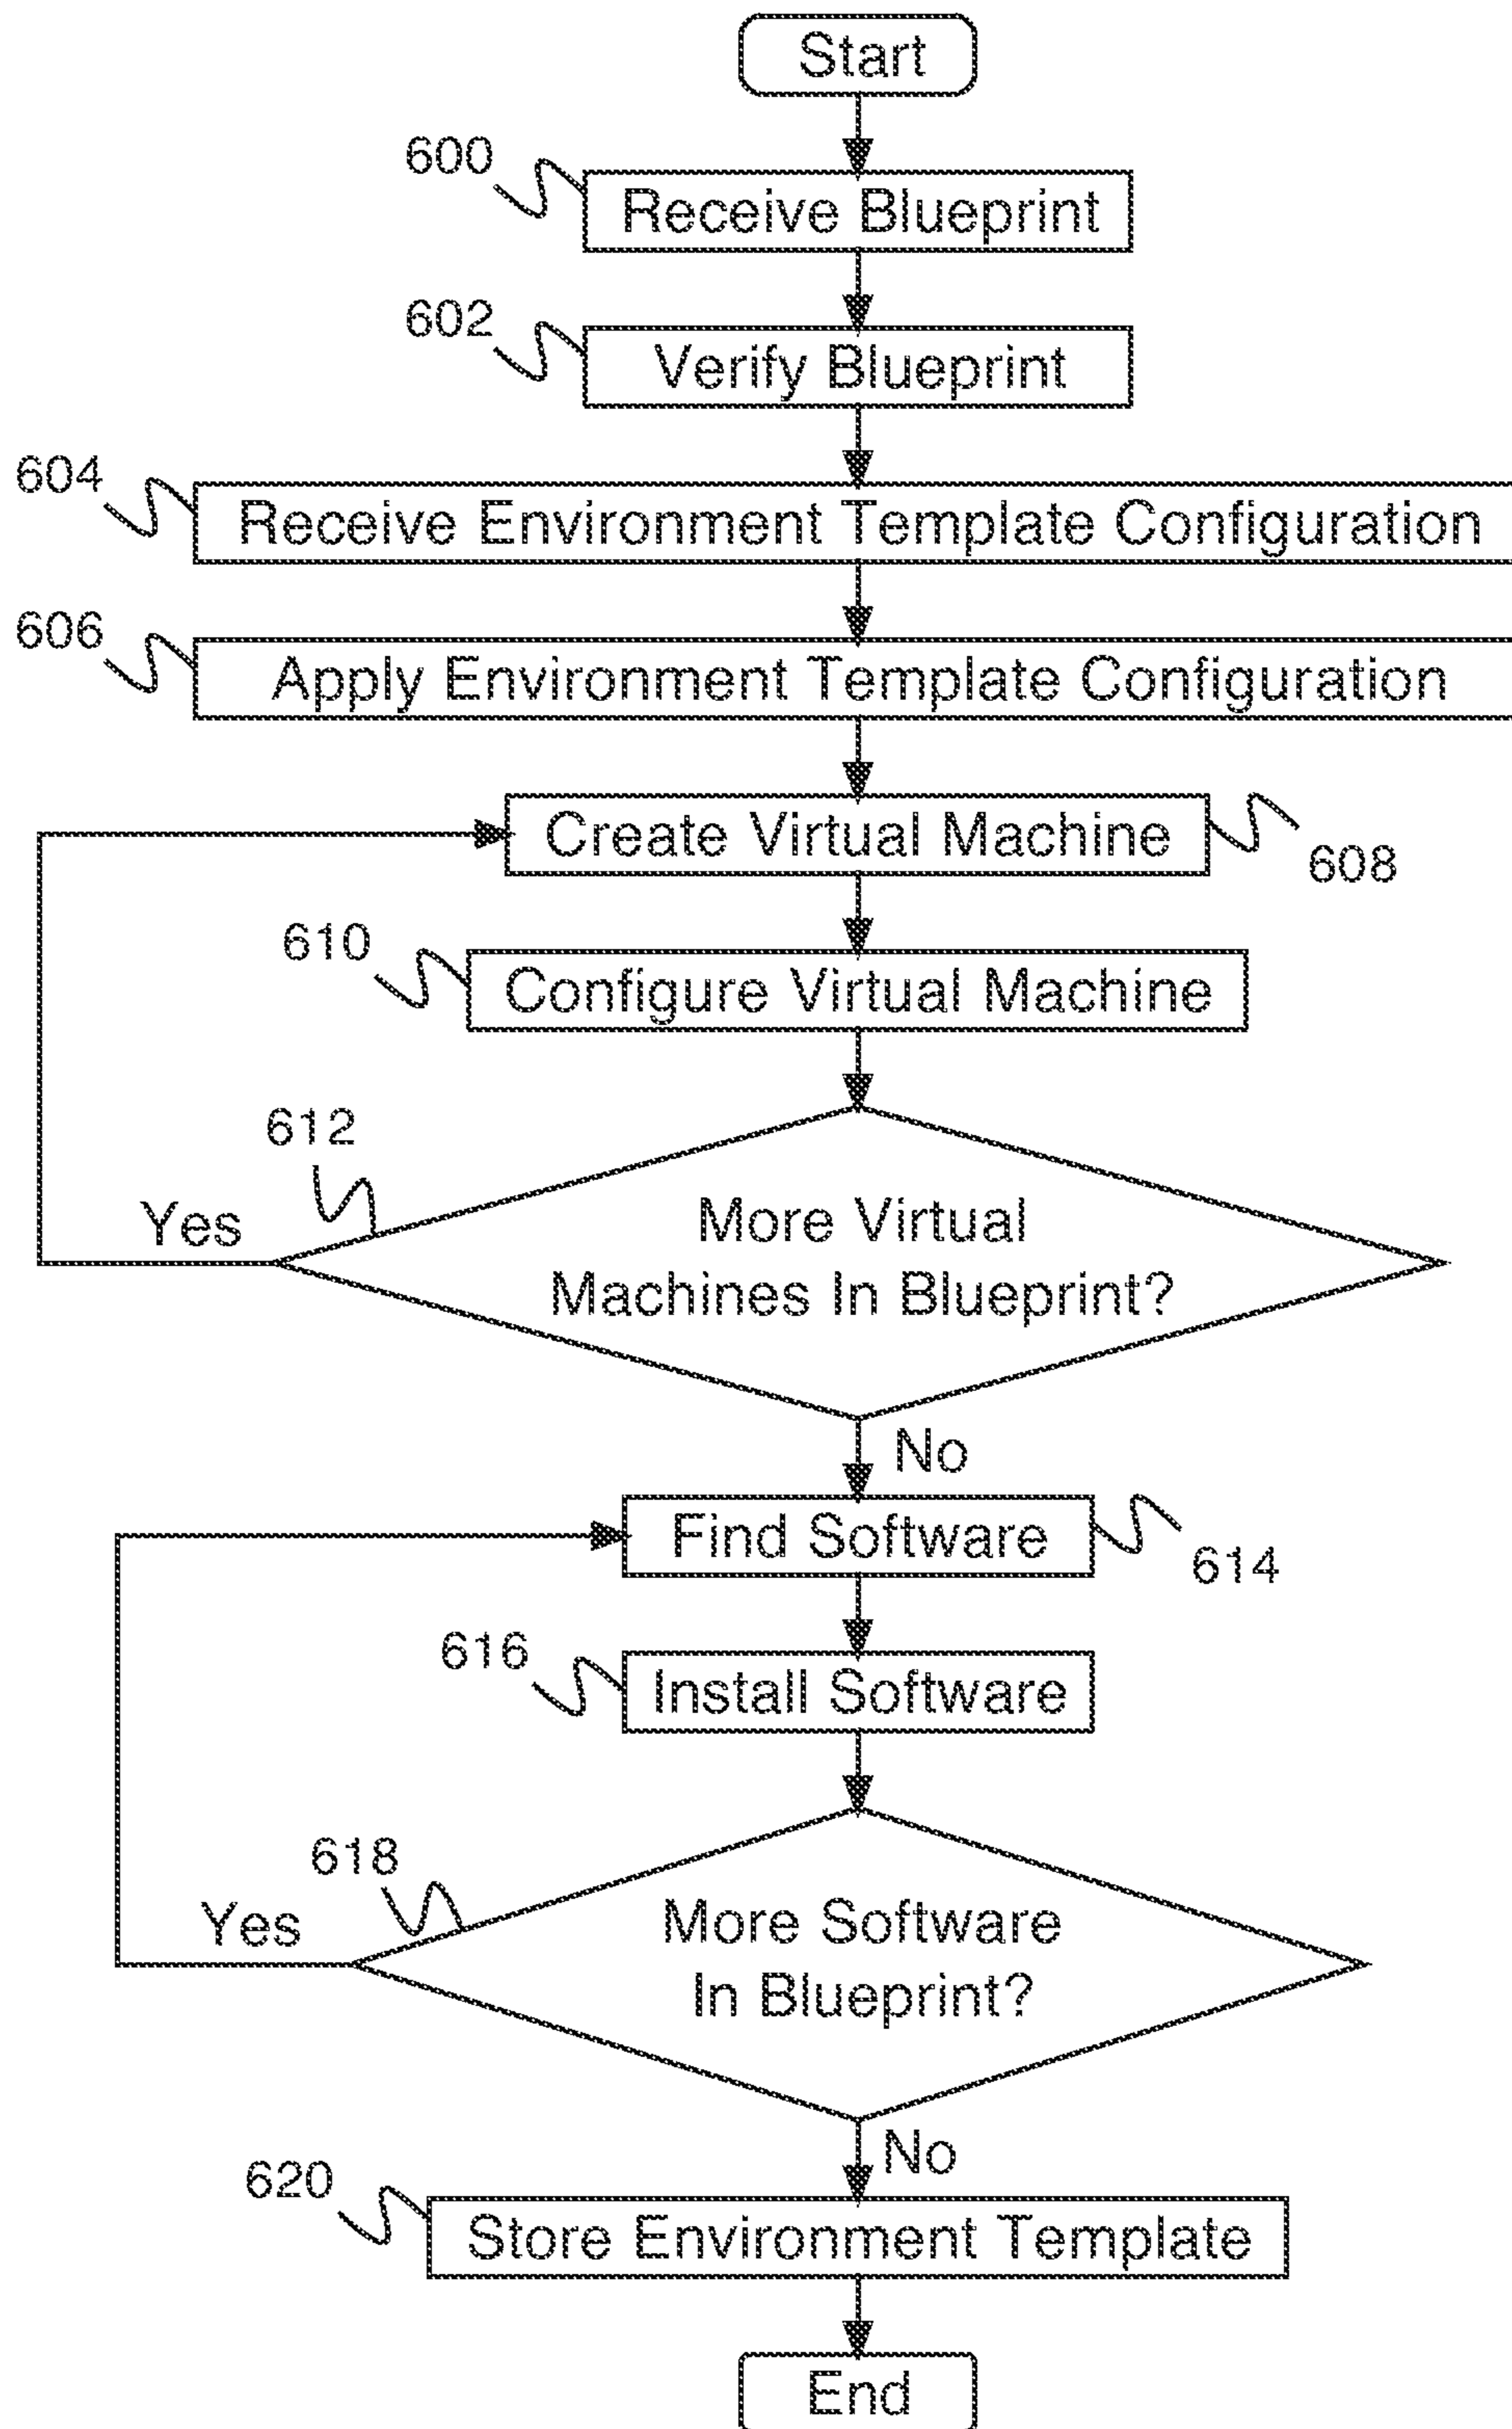 Start
600
Receive Blueprint
602
Verify Blueprint
604
Receive Environment Template Configuration
606
Apply Environment Template Configuration
Create Virtual Machine
608
610
Configure Virtual Machine
612
Yes
More Virtual
Machines In Blueprint?
No
Find Software
614
616
Install Software
618
Yes
More Software
In Blueprint?
No
620
Store Environment Template
End